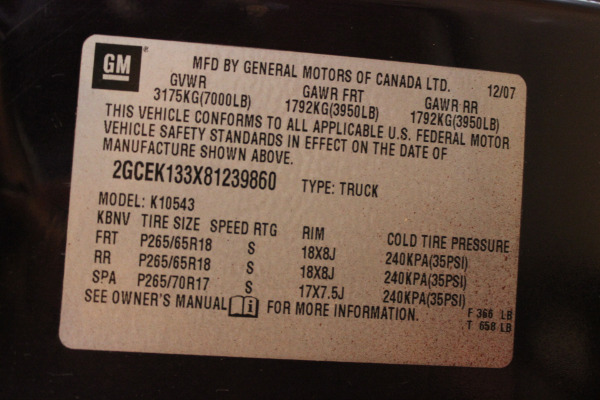 GM
MFD BY GENERAL MOTORS OF CANADA LTD. 12/07
GVWR GAWR FRT GAWR RR
3175KG(7000LB) 1792KG(3950LB) 1792KG(3950LB)
THIS VEHICLE CONFORMS TO ALL APPLICABLE U.S. FEDERAL MOTOR
VEHICLE SAFETY STANDARDS IN EFFECT ON THE DATE OF
MANUFACTURE SHOWN ABOVE.
2GCEK133X81239860 TYPE: TRUCK
MODEL: K10543
KBNV TIRE SIZE SPEED RTG RIM COLD TIRE PRESSURE
FRT P265/65R18 S 18X8J 240KPA(35PSI)
RR P265/65R18 S 18X8J 240KPA(35PSI)
SPA P265/70R17 S 17X7.5J 240KPA(35PSI)
SEE OWNER'S MANUAL i FOR MORE INFORMATION.
F 366 LB
T 658 LB